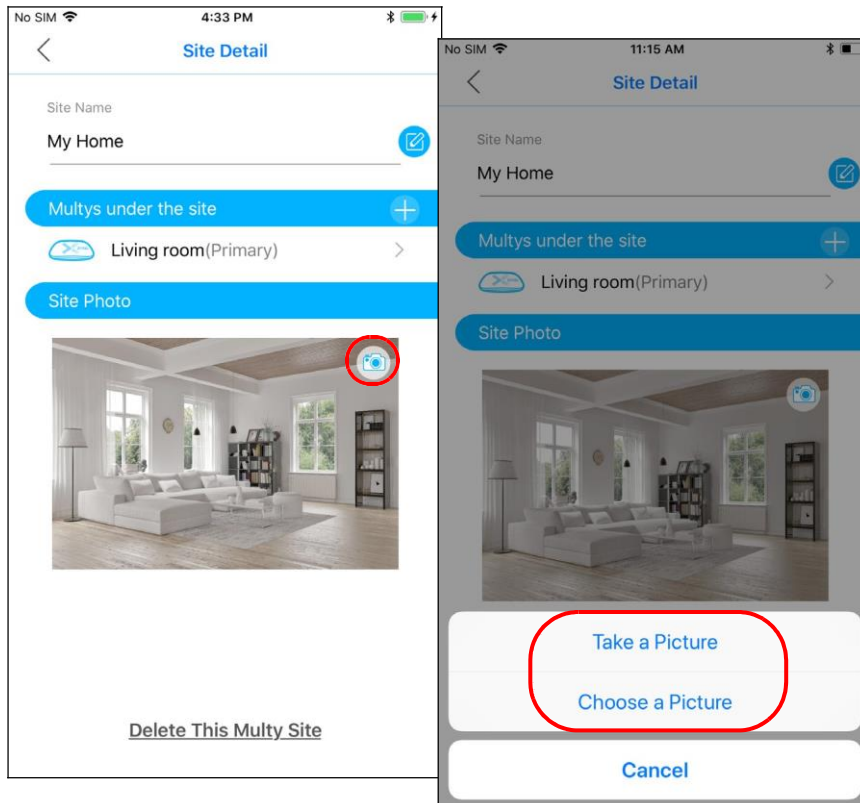 No SIM 4:33 PM
Site Detail
Site Name
My Home
Multys under the site
Living room(Primary)
Site Photo
Delete This Multy Site
No SIM 11:15 AM
Site Detail
Site Name
My Home
Multys under the site
Living room(Primary)
Site Photo
Take a Picture
Choose a Picture
Cancel